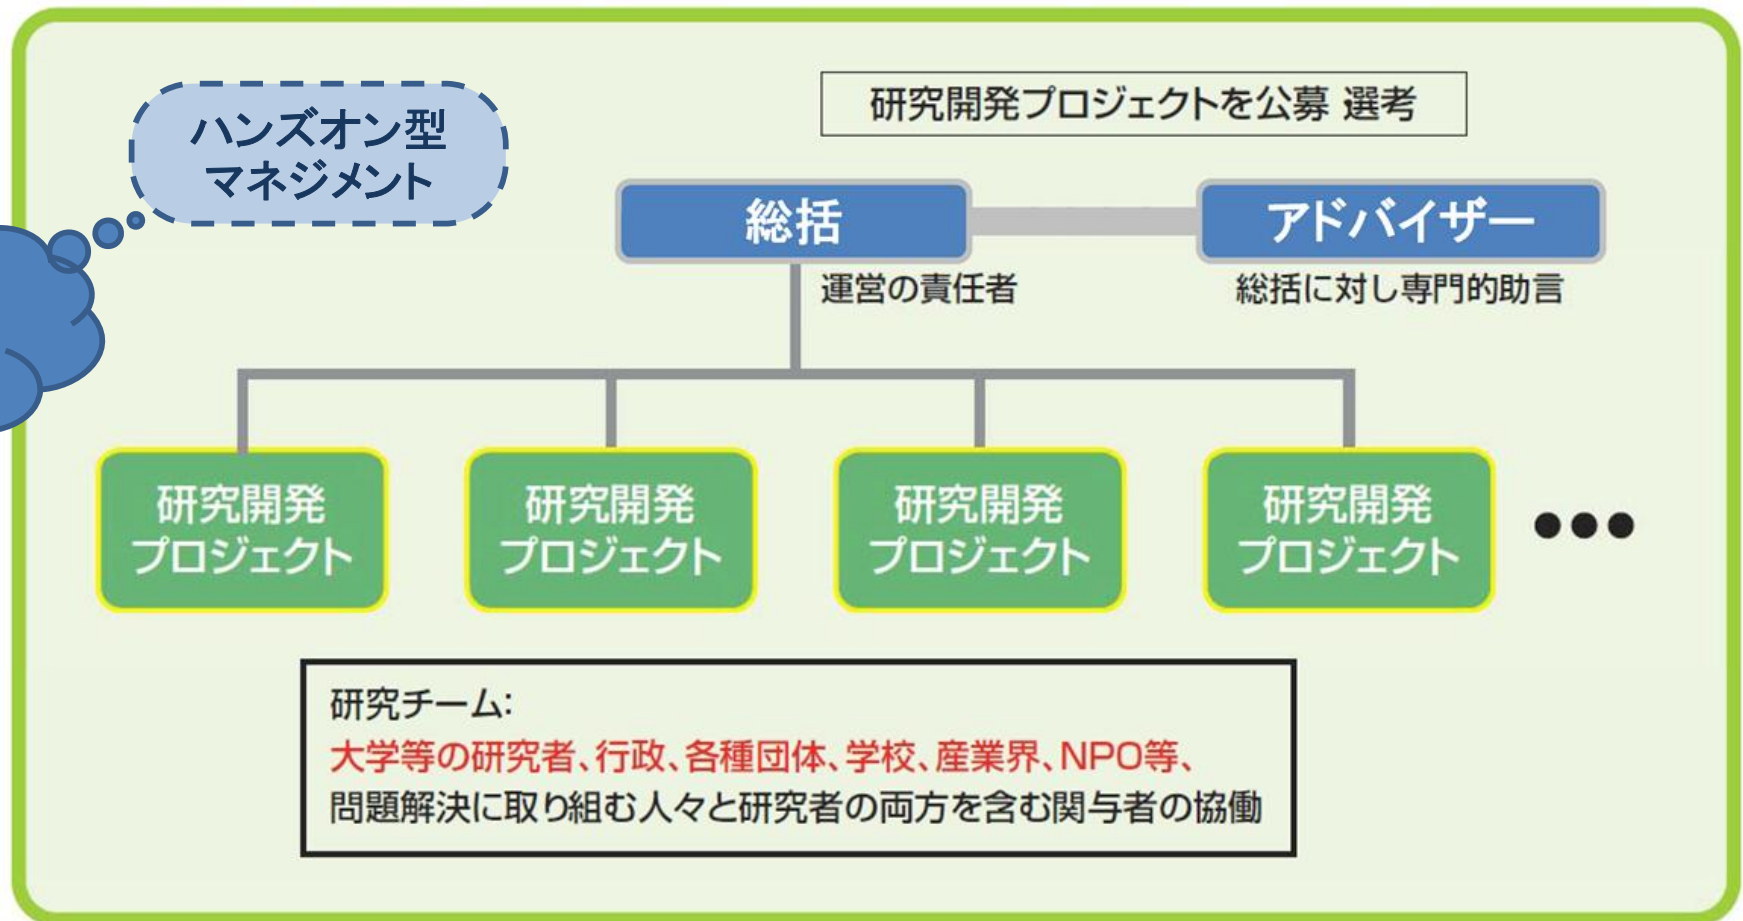 ハンズオン型
マネジメント
研究開発プロジェクトを公募 選考
総括
アドバイザー
運営の責任者
総括に対し専門的助言
研究開発
プロジェクト
研究開発
プロジェクト
研究開発
プロジェクト
研究開発
プロジェクト
●●●
研究チーム:
大学等の研究者、行政、各種団体、学校、産業界、NPO等、
問題解決に取り組む人々と研究者の両方を含む関与者の協働